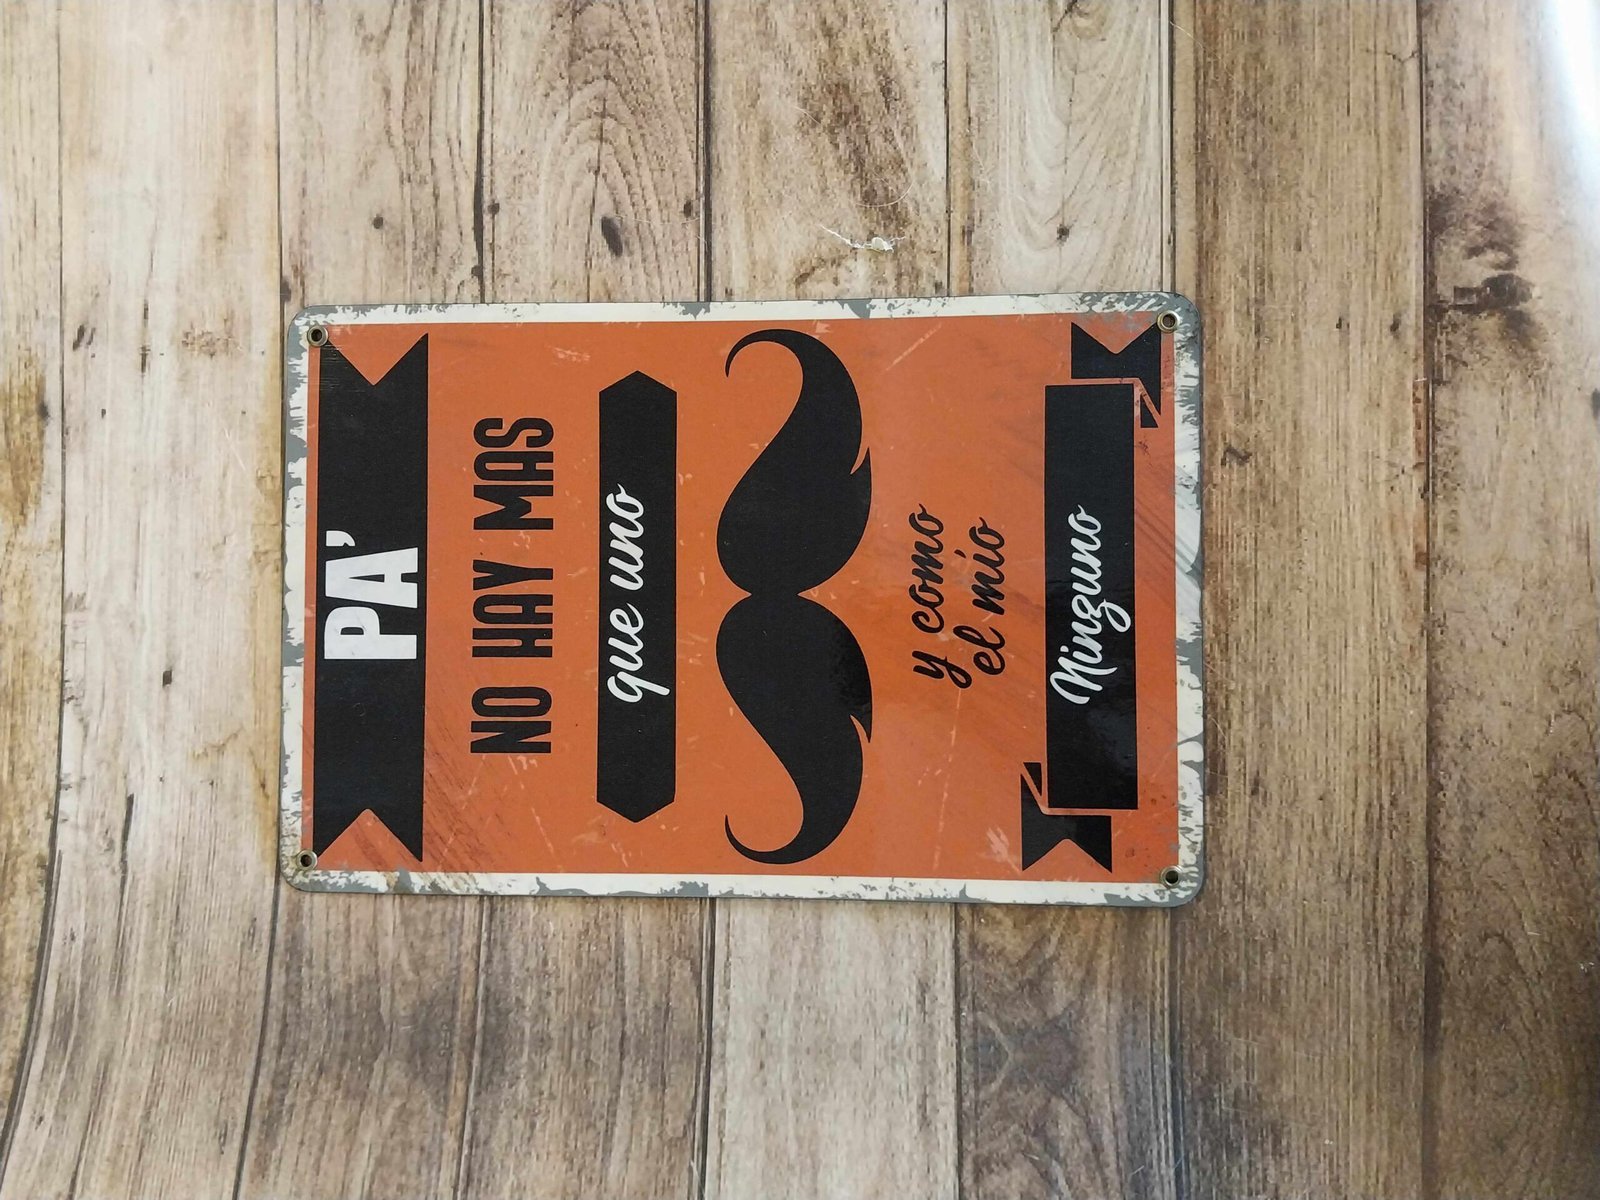 PA'
NO HAY MAS
que uno
y como
el mío
Ninguno